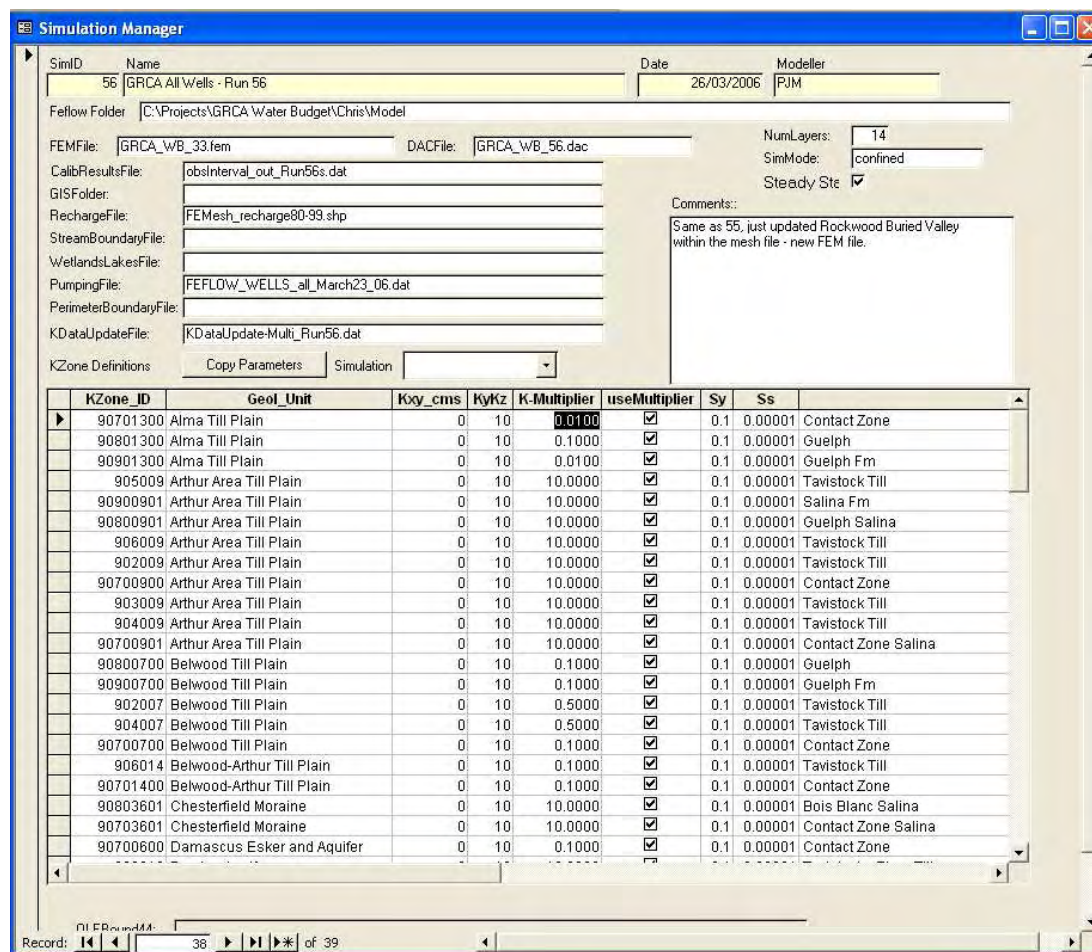 Simulation Manager
SimID Name Date Modeller
56 GRCA All Wells - Run 56 26/03/2006 PJM
Feflow Folder C:\Projects\GRCA Water Budget\Chris\Model
FEMFile: GRCA_WB_33.fem DACFile: GRCA_WB_56.dac NumLayers: 14
SimMode: confined
CalibResultsFile: obsInterval_out_Run56s.dat
Steady Sta
GISFolder:
RechargeFile: FEMesh_recharge80-99.shp
Comments::
Same as 55, just updated Rockwood Buried Valley
within the mesh file - new FEM file.
StreamBoundaryFile:
WetlandsLakesFile:
PumpingFile: FEFLOW_WELLS_all_March23_06.dat
PerimeterBoundaryFile:
KDataUpdateFile: KDataUpdate-Multi_Run56.dat
KZone Definitions Copy Parameters Simulation
KZone_ID Geol_Unit Kxy_cms KyKz K-Multiplier useMultiplier Sy Ss
90701300 Alma Till Plain 0 10 0.0100 0.1 0.00001 Contact Zone
90801300 Alma Till Plain 0 10 0.1000 0.1 0.00001 Guelph
90901300 Alma Till Plain 0 10 0.0100 0.1 0.00001 Guelph Fm
905009 Arthur Area Till Plain 0 10 10.0000 0.1 0.00001 Tavistock Till
90900901 Arthur Area Till Plain 0 10 10.0000 0.1 0.00001 Salina Fm
90800901 Arthur Area Till Plain 0 10 10.0000 0.1 0.00001 Guelph Salina
906009 Arthur Area Till Plain 0 10 10.0000 0.1 0.00001 Tavistock Till
902009 Arthur Area Till Plain 0 10 10.0000 0.1 0.00001 Tavistock Till
90700900 Arthur Area Till Plain 0 10 10.0000 0.1 0.00001 Contact Zone
903009 Arthur Area Till Plain 0 10 10.0000 0.1 0.00001 Tavistock Till
904009 Arthur Area Till Plain 0 10 10.0000 0.1 0.00001 Tavistock Till
90700901 Arthur Area Till Plain 0 10 10.0000 0.1 0.00001 Contact Zone Salina
90800700 Belwood Till Plain 0 10 0.1000 0.1 0.00001 Guelph
90900700 Belwood Till Plain 0 10 0.1000 0.1 0.00001 Guelph Fm
902007 Belwood Till Plain 0 10 0.5000 0.1 0.00001 Tavistock Till
904007 Belwood Till Plain 0 10 0.5000 0.1 0.00001 Tavistock Till
90700700 Belwood Till Plain 0 10 0.1000 0.1 0.00001 Contact Zone
906014 Belwood-Arthur Till Plain 0 10 0.1000 0.1 0.00001 Tavistock Till
90701400 Belwood-Arthur Till Plain 0 10 0.1000 0.1 0.00001 Contact Zone
90803601 Chesterfield Moraine 0 10 10.0000 0.1 0.00001 Bois Blanc Salina
90703601 Chesterfield Moraine 0 10 10.0000 0.1 0.00001 Contact Zone Salina
90700600 Damascus Esker and Aquifer 0 10 0.1000 0.1 0.00001 Contact Zone
Record: 38 of 39